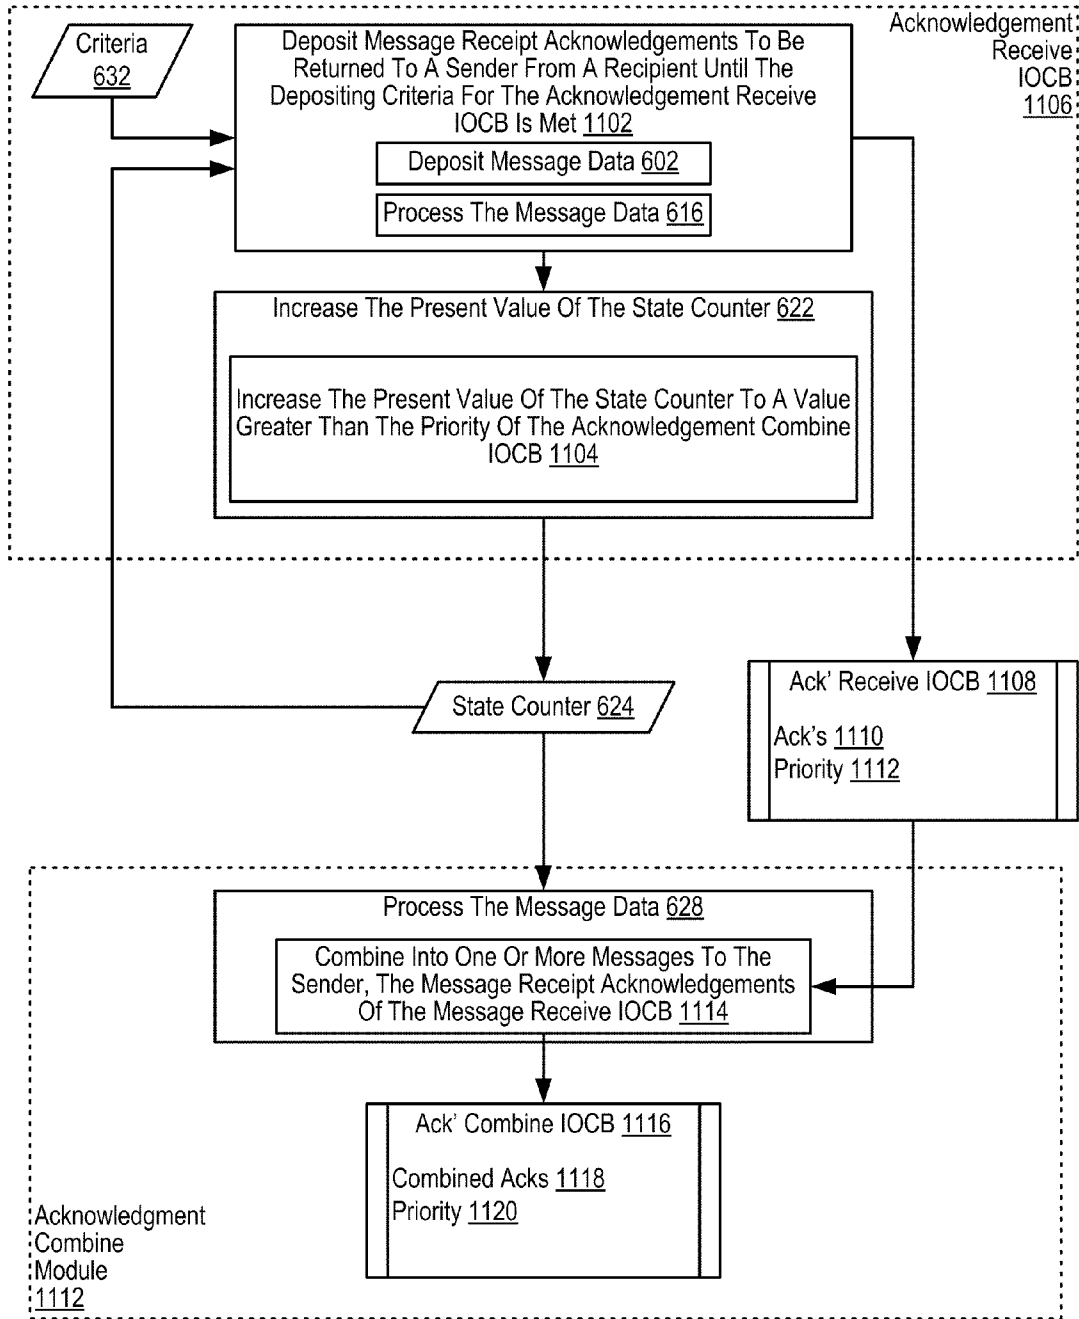 Criteria
632
Deposit Message Receipt Acknowledgements To Be
Returned To A Sender From A Recipient Until The
Depositing Criteria For The Acknowledgement Receive
IOCB Is Met 1102
Deposit Message Data 602
Process The Message Data 616
Acknowledgement
Receive
IOCB
1106
Increase The Present Value Of The State Counter 622
Increase The Present Value Of The State Counter To A Value
Greater Than The Priority Of The Acknowledgement Combine
IOCB 1104
State Counter 624
Ack' Receive IOCB 1108
Ack's 1110
Priority 1112
Process The Message Data 628
Combine Into One Or More Messages To The
Sender, The Message Receipt Acknowledgements
Of The Message Receive IOCB 1114
Ack' Combine IOCB 1116
Combined Acks 1118
Priority 1120
Acknowledgment
Combine
Module
1112